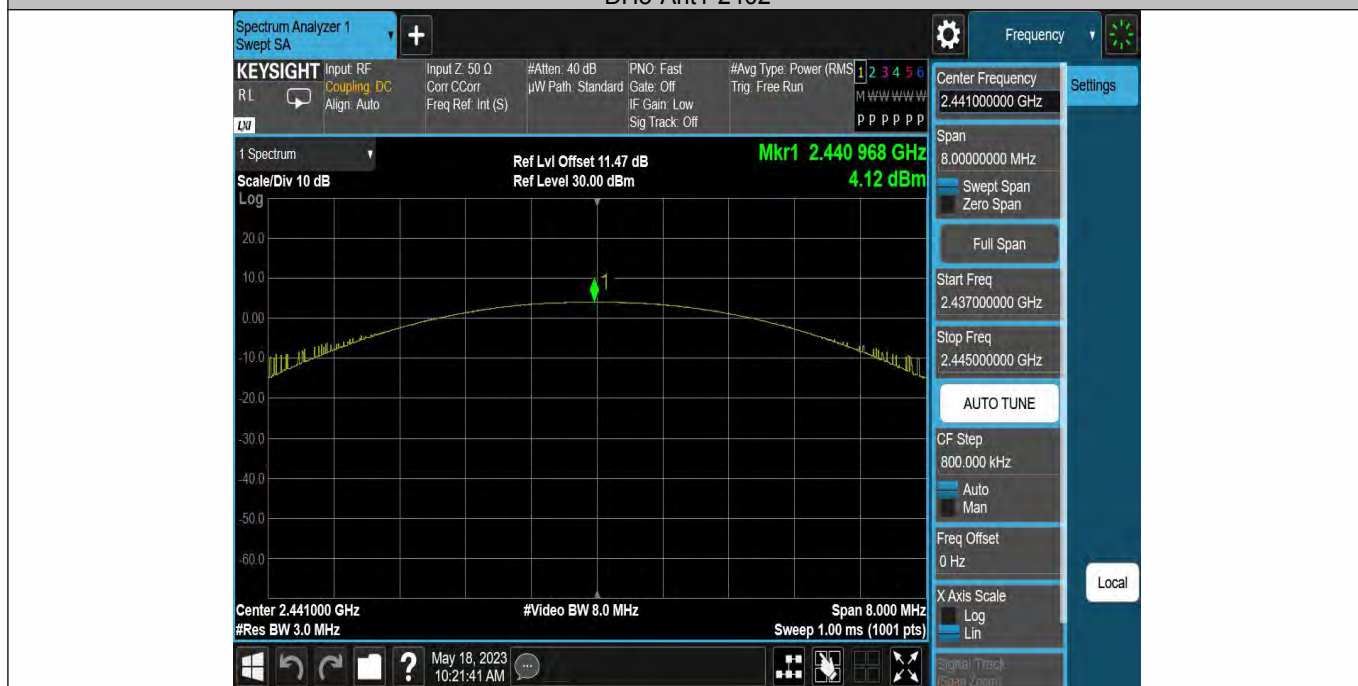 Spectrum Analyzer 1
Swept SA
+
Frequency
KEYSIGHT
RL
LXI
Input: RF
Coupling: DC
Align: Auto
Input Z: 50 Ω
Corr CCorr
Freq Ref: Int (S)
#Atten: 40 dB
µW Path: Standard
PNO: Fast
Gate: Off
IF Gain: Low
Sig Track: Off
#Avg Type: Power (RMS
Trig: Free Run
1 2 3 4 5 6
M W W W W W
P P P P P P
1 Spectrum
Scale/Div 10 dB
Log
Ref Lvl Offset 11.47 dB
Ref Level 30.00 dBm
Mkr1 2.440 968 GHz
4.12 dBm
20.0
10.0
0.00
-10.0
-20.0
-30.0
-40.0
-50.0
-60.0
1
Center 2.441000 GHz
#Res BW 3.0 MHz
#Video BW 8.0 MHz
Span 8.000 MHz
Sweep 1.00 ms (1001 pts)
May 18, 2023
10:21:41 AM
?
Center Frequency
2.441000000 GHz
Settings
Span
8.00000000 MHz
Swept Span
Zero Span
Full Span
Start Freq
2.437000000 GHz
Stop Freq
2.445000000 GHz
AUTO TUNE
CF Step
800.000 kHz
Auto
Man
Freq Offset
0 Hz
X Axis Scale
Log
Lin
Local
Signal Track
(Span Zoom)